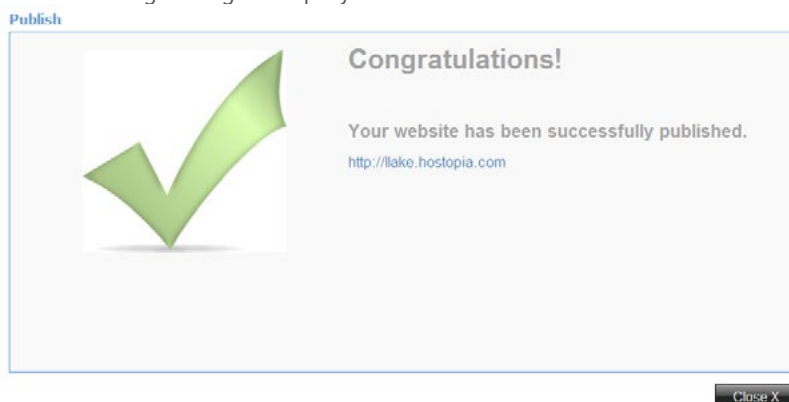 Publish
Congratulations!
Your website has been successfully published.
http://llake.hostopia.com
Close X